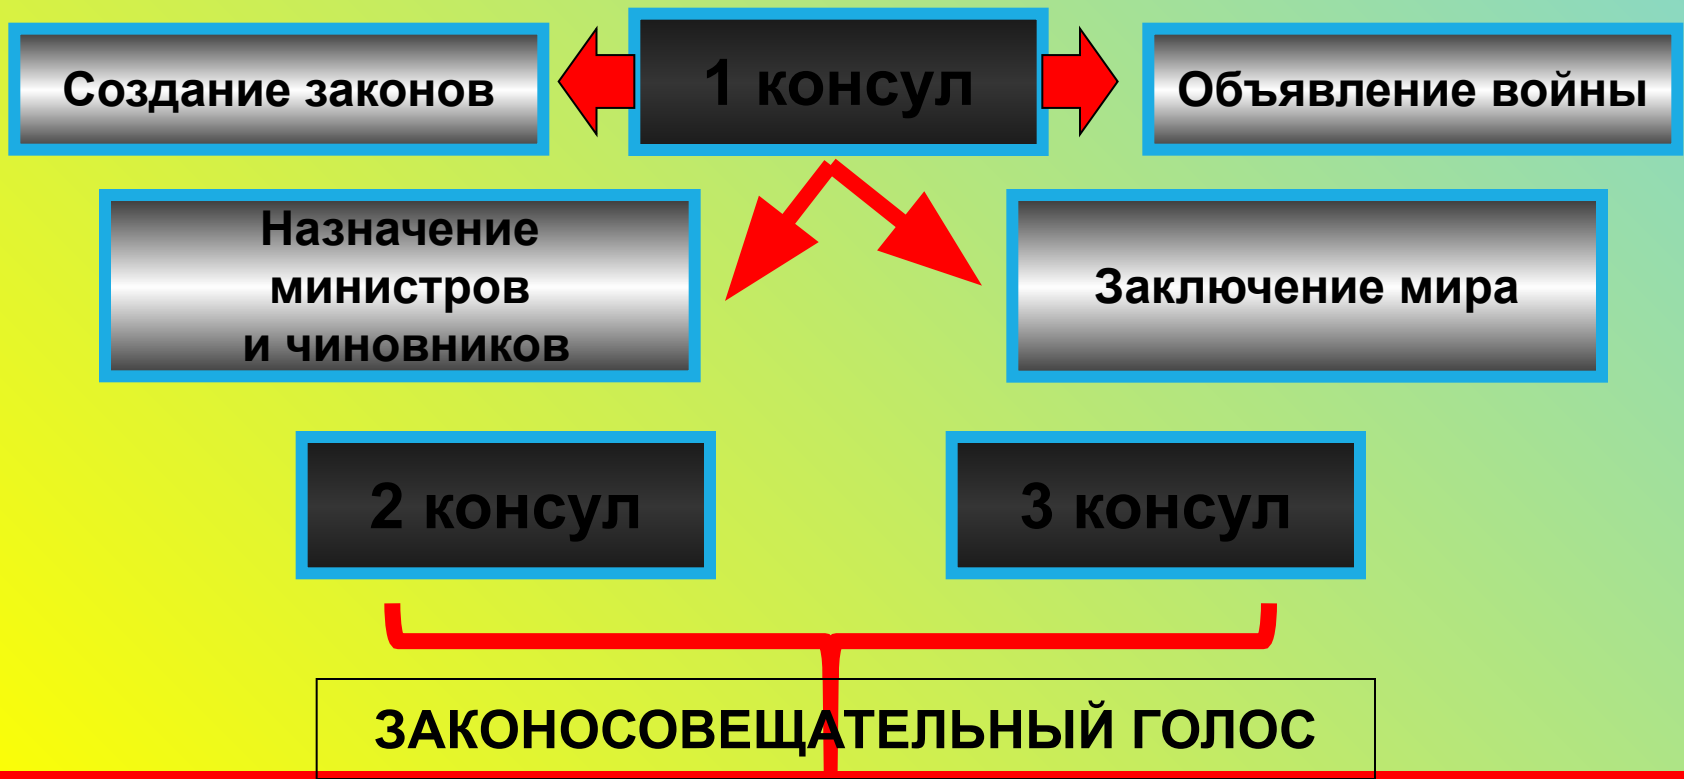 Создание законов
1 консул
Объявление войны
Назначение
министров
и чиновников
Заключение мира
2 консул
3 консул
ЗАКОНОСОВЕЩАТЕЛЬНЫЙ ГОЛОС